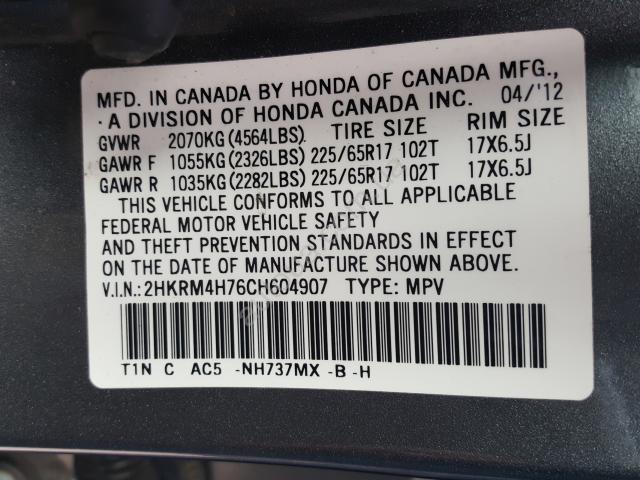 MFD. IN CANADA BY HONDA OF CANADA MFG.,
A DIVISION OF HONDA CANADA INC. 04/'12
GVWR 2070KG(4564LBS) TIRE SIZE RIM SIZE
GAWR F 1055KG(2326LBS) 225/65R17 102T 17X6.5J
GAWR R 1035KG(2282LBS) 225/65R17 102T 17X6.5J
THIS VEHICLE CONFORMS TO ALL APPLICABLE
FEDERAL MOTOR VEHICLE SAFETY
AND THEFT PREVENTION STANDARDS IN EFFECT
ON THE DATE OF MANUFACTURE SHOWN ABOVE.
V.I.N.:2HKRM4H76CH604907 TYPE: MPV
T1N C AC5 -NH737MX -B -H